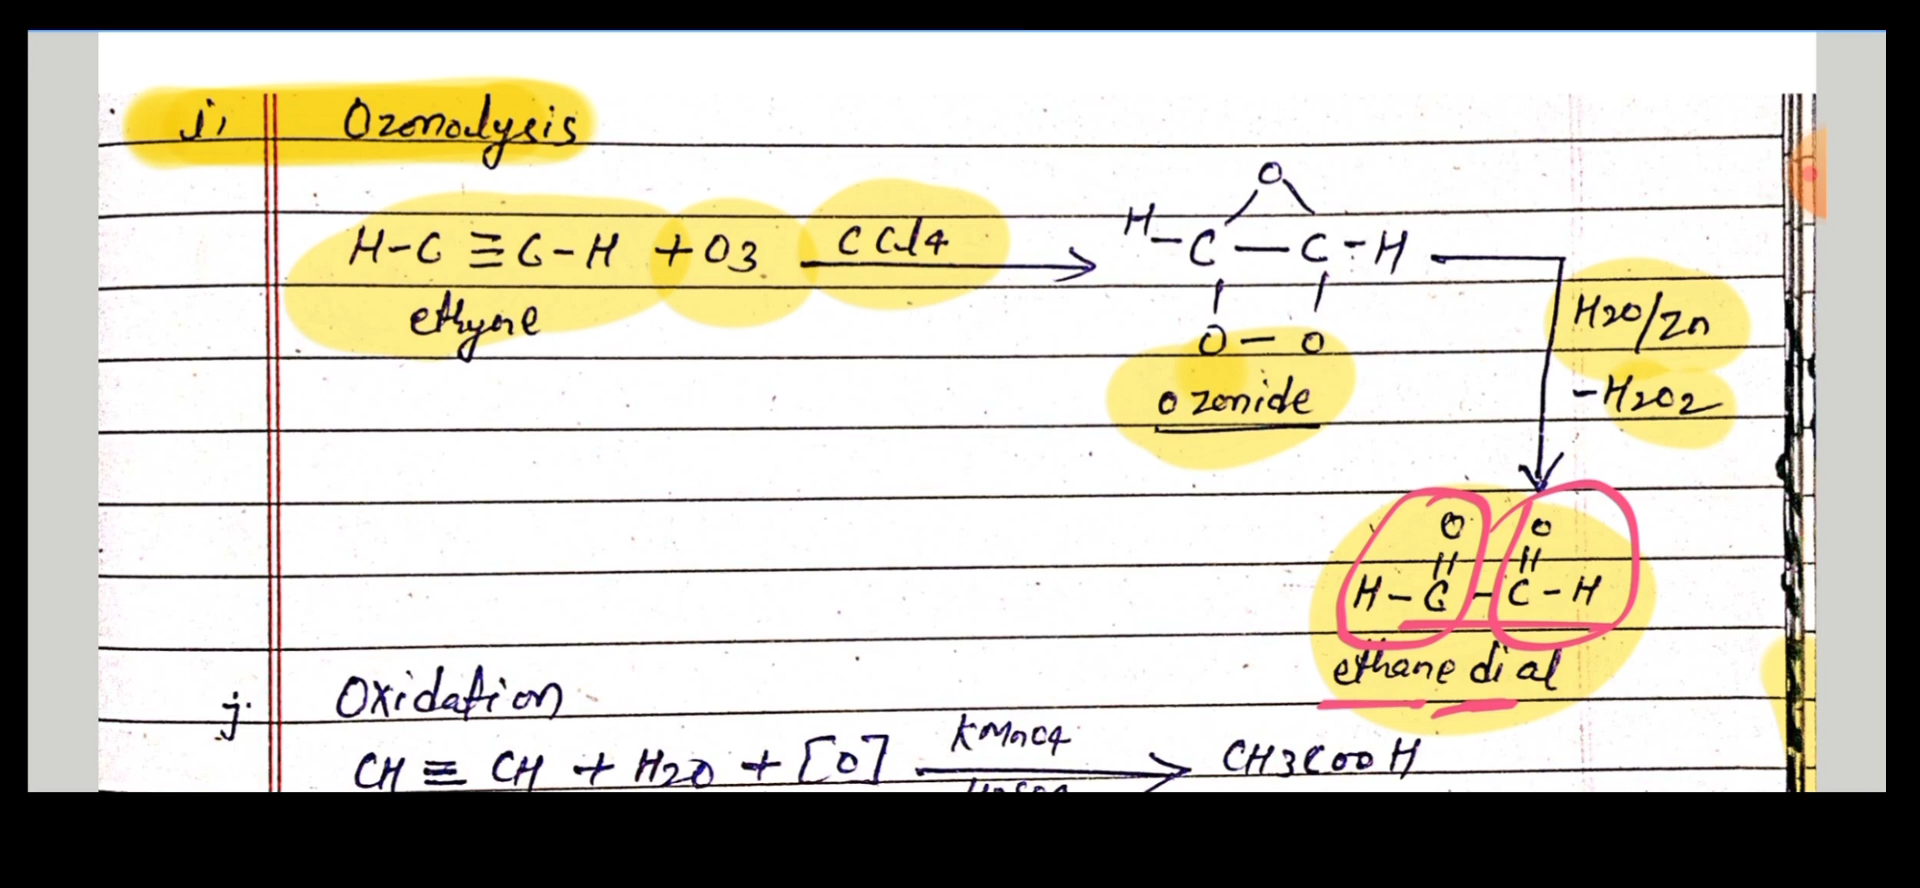 i, Ozonolysis
O
H-C≡C-H + O3 CCl4 H-C-C-H
ethyne
H2O/Zn
O-O
-H2O2
ozonide
O O
|| ||
H-C-C-H
ethane dial
j. Oxidation
KMnO4
CH≡CH + H2O + [O] CH3COOH